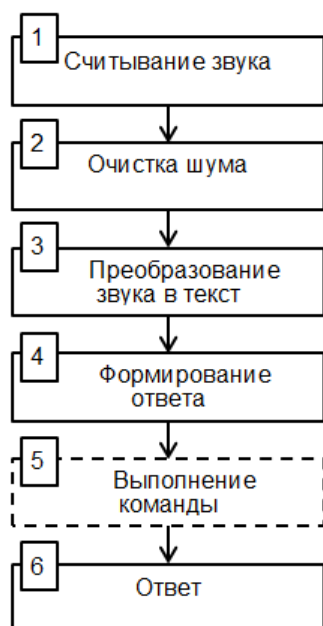 1
Считывание звука
2
Очистка шума
3
Преобразование
звука в текст
4
Формирование
ответа
5
Выполнение
команды
6
Ответ